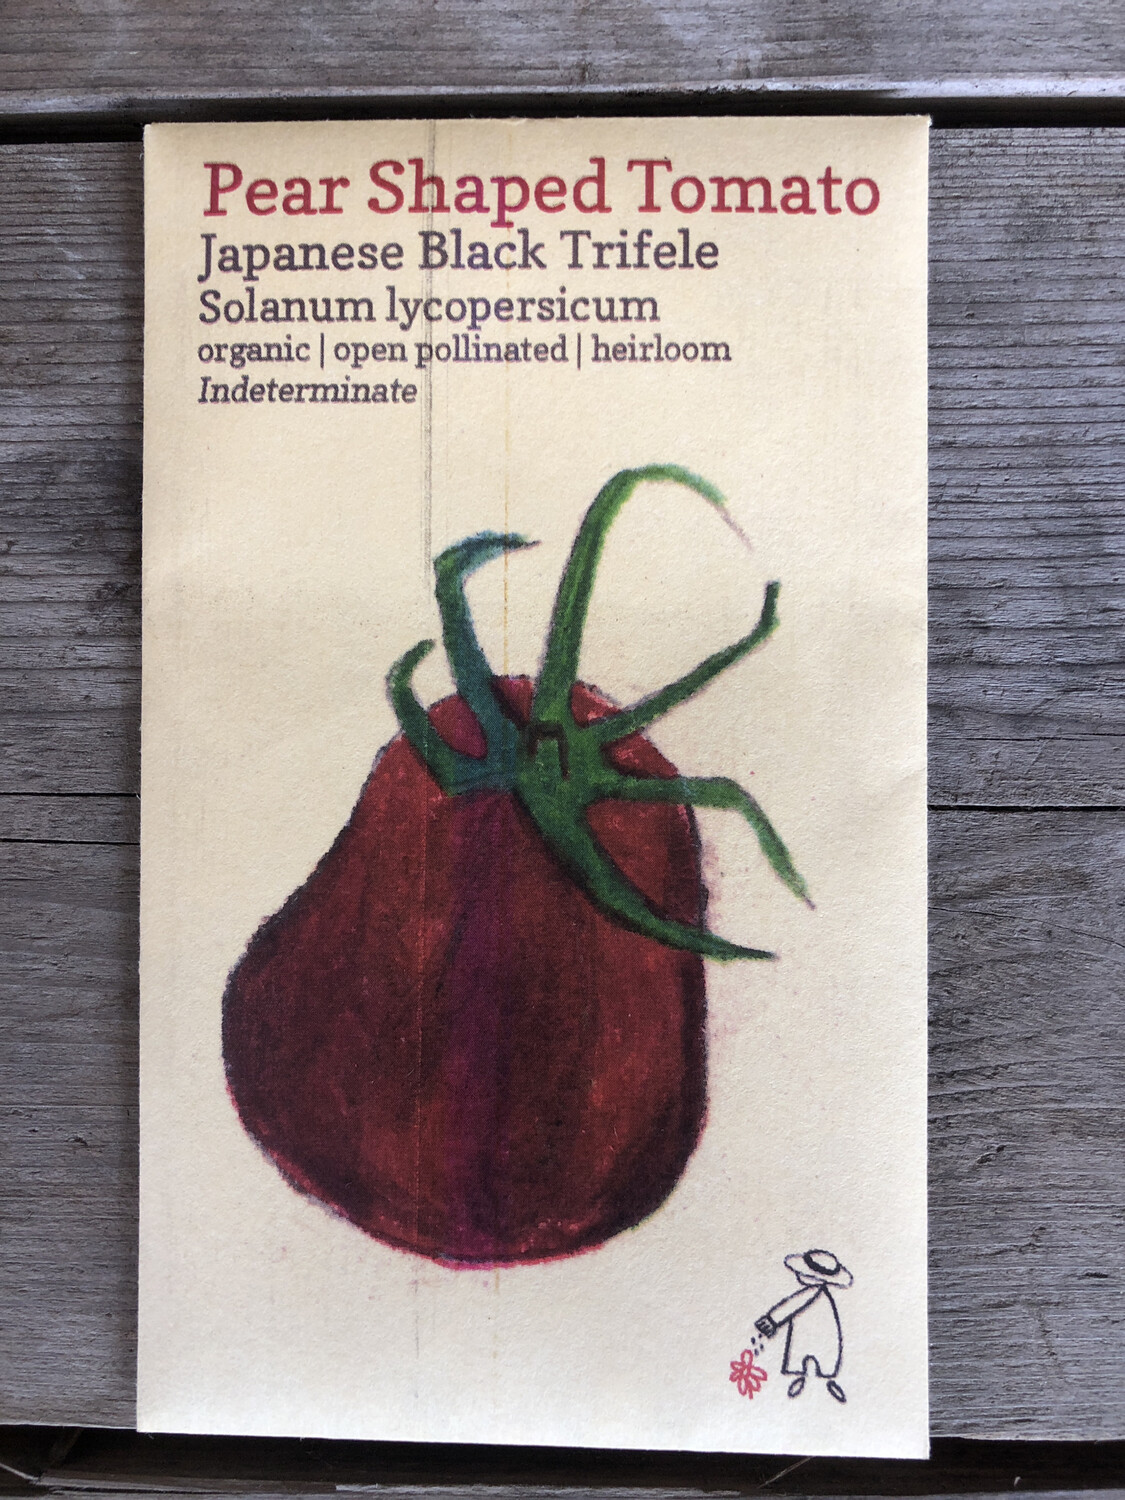 Pear Shaped Tomato
Japanese Black Trifele
Solanum lycopersicum
organic | open pollinated | heirloom
Indeterminate